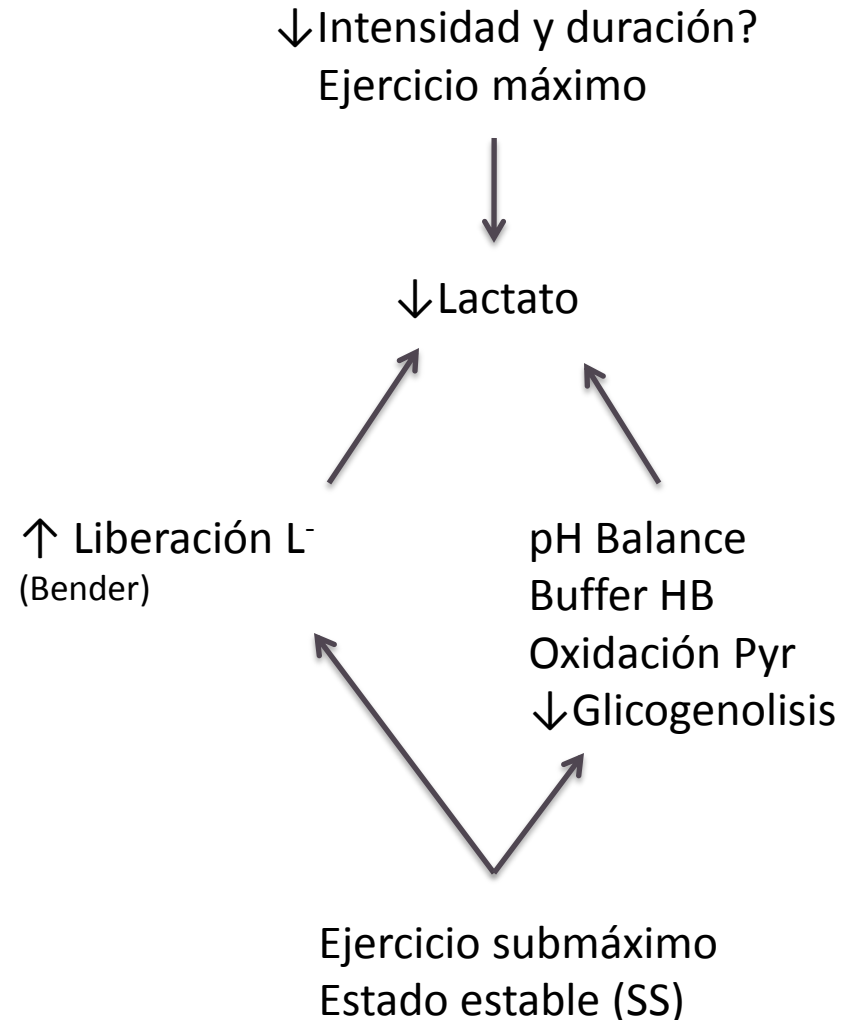 ↓Intensidad y duración?
Ejercicio máximo
↓Lactato
↑ Liberación L⁻
(Bender)
pH Balance
Buffer HB
Oxidación Pyr
↓Glicogenolisis
Ejercicio submáximo
Estado estable (SS)